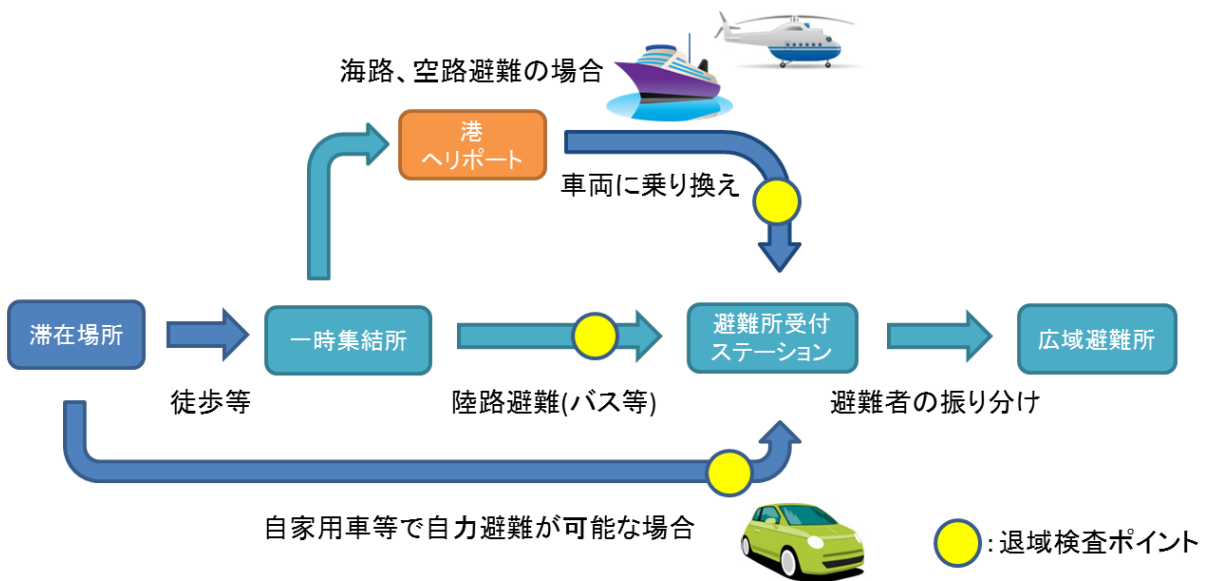 海路、空路避難の場合
港
ヘリポート
車両に乗り換え
滞在場所
一時集結所
避難所受付
ステーション
広域避難所
徒歩等
陸路避難(バス等)
避難者の振り分け
自家用車等で自力避難が可能な場合
:退域検査ポイント